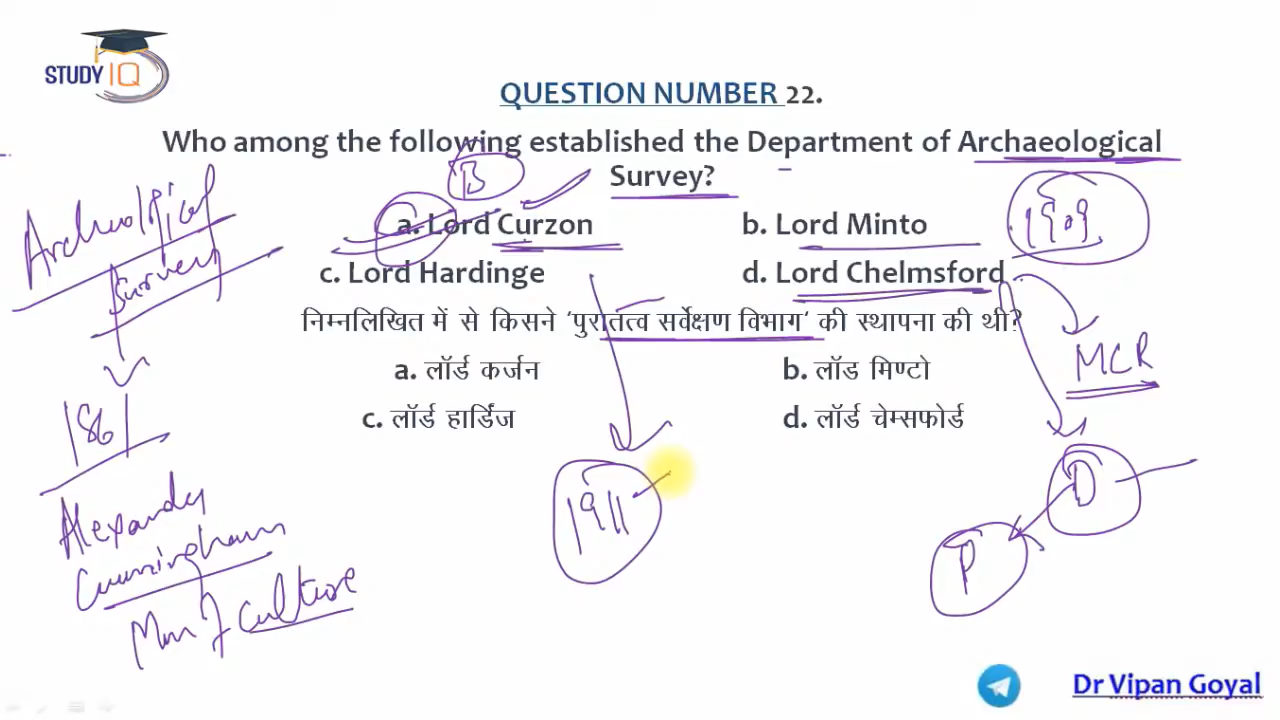 STUDY IQ
QUESTION NUMBER 22.
Who among the following established the Department of Archaeological
Survey?
B
a. Lord Curzon
b. Lord Minto
1909
c. Lord Hardinge
d. Lord Chelmsford
निम्नलिखित में से किसने ‘पुरातत्व सर्वेक्षण विभाग’ की स्थापना की थी?
a. लॉर्ड कर्जन
b. लॉड मिण्टो
c. लॉर्ड हार्डिंज
d. लॉर्ड चेम्सफोर्ड
Archeological
Survey
1861
Alexander
Cunningham
Min of Culture
1911
MCR
D
P
Dr Vipan Goyal